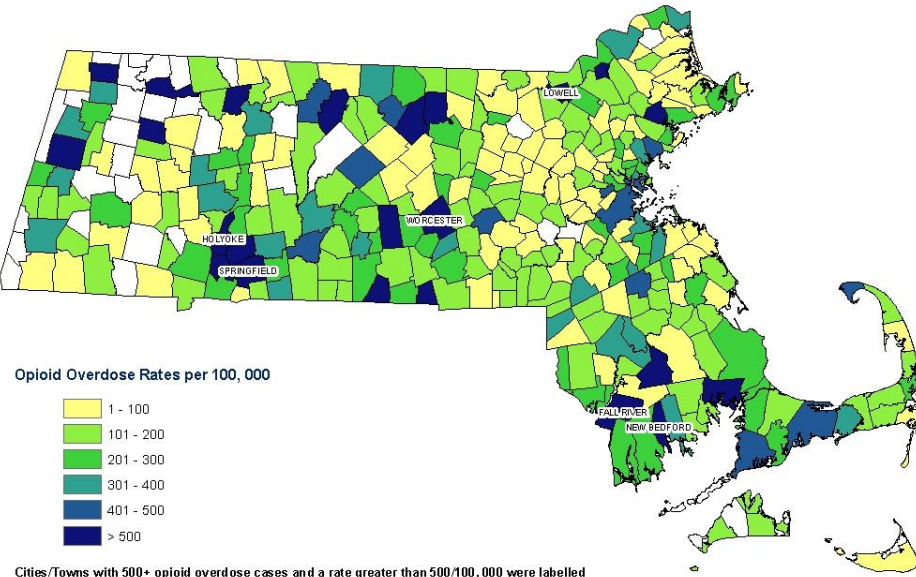 LOWELL
WORCESTER
HOLYOKE
SPRINGFIELD
Opioid Overdose Rates per 100, 000
1 - 100
101 - 200
201 - 300
301 - 400
401 - 500
> 500
FALL RIVER
NEW BEDFORD
Cities/Towns with 500+ opioid overdose cases and a rate greater than 500/100, 000 were labelled